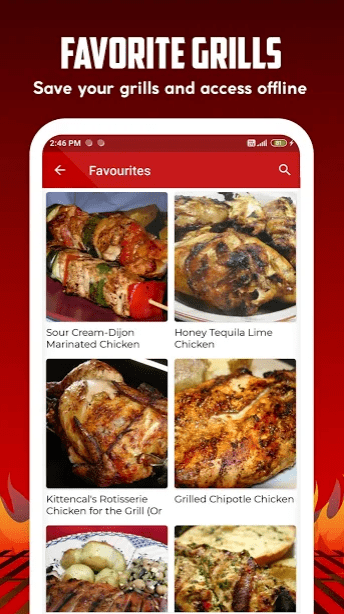 FAVORITE GRILLS
Save your grills and access offline
2:46 PM
Favourites
Sour Cream-Dijon
Marinated Chicken
Honey Tequila Lime
Chicken
Kittencal's Rotisserie
Chicken for the Grill (Or
Grilled Chipotle Chicken